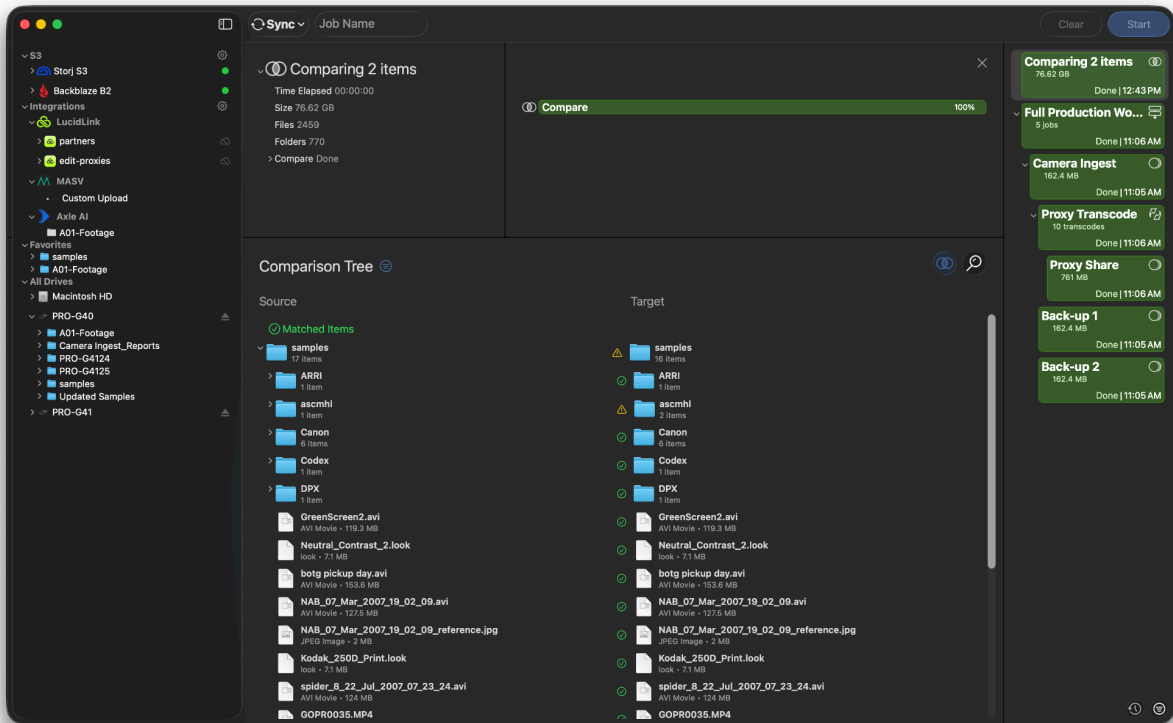 Sync
Job Name
Clear
Start
S3
Storj S3
Backblaze B2
Integrations
LucidLink
partners
edit-proxies
MASV
Custom Upload
Axle AI
A01-Footage
Favorites
samples
A01-Footage
All Drives
Macintosh HD
PRO-G40
A01-Footage
Camera Ingest_Reports
PRO-G4124
PRO-G4125
samples
Updated Samples
PRO-G41
Comparing 2 items
Time Elapsed 00:00:00
Size 76.62 GB
Files 2459
Folders 770
Compare Done
Compare 100%
Comparison Tree
Source Target
Matched Items
samples samples
17 items 16 items
ARRI ARRI
1 item 1 item
ascmhl ascmhl
1 item 2 items
Canon Canon
6 items 6 items
Codex Codex
1 item 1 item
DPX DPX
1 item 1 item
GreenScreen2.avi GreenScreen2.avi
AVI Movie • 119.3 MB AVI Movie • 119.3 MB
Neutral_Contrast_2.look Neutral_Contrast_2.look
look • 7.1 MB look • 7.1 MB
botg pickup day.avi botg pickup day.avi
AVI Movie • 153.6 MB AVI Movie • 153.6 MB
NAB_07_Mar_2007_19_02_09.avi NAB_07_Mar_2007_19_02_09.avi
AVI Movie • 127.5 MB AVI Movie • 127.5 MB
NAB_07_Mar_2007_19_02_09_reference.jpg NAB_07_Mar_2007_19_02_09_reference.jpg
JPEG Image • 2 MB JPEG Image • 2 MB
Kodak_250D_Print.look Kodak_250D_Print.look
look • 7.1 MB look • 7.1 MB
spider_8_22_Jul_2007_07_23_24.avi spider_8_22_Jul_2007_07_23_24.avi
AVI Movie • 124 MB AVI Movie • 124 MB
GOPR0035.MP4 GOPR0035.MP4
Comparing 2 items
76.62 GB
Done | 12:43 PM
Full Production Wo...
5 jobs
Done | 11:06 AM
Camera Ingest
162.4 MB
Done | 11:05 AM
Proxy Transcode
10 transcodes
Done | 11:06 AM
Proxy Share
761 MB
Done | 11:06 AM
Back-up 1
162.4 MB
Done | 11:05 AM
Back-up 2
162.4 MB
Done | 11:05 AM